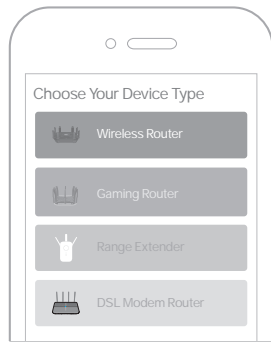 Choose Your Device Type
Wireless Router
Gaming Router
Range Extender
DSL Modem Router